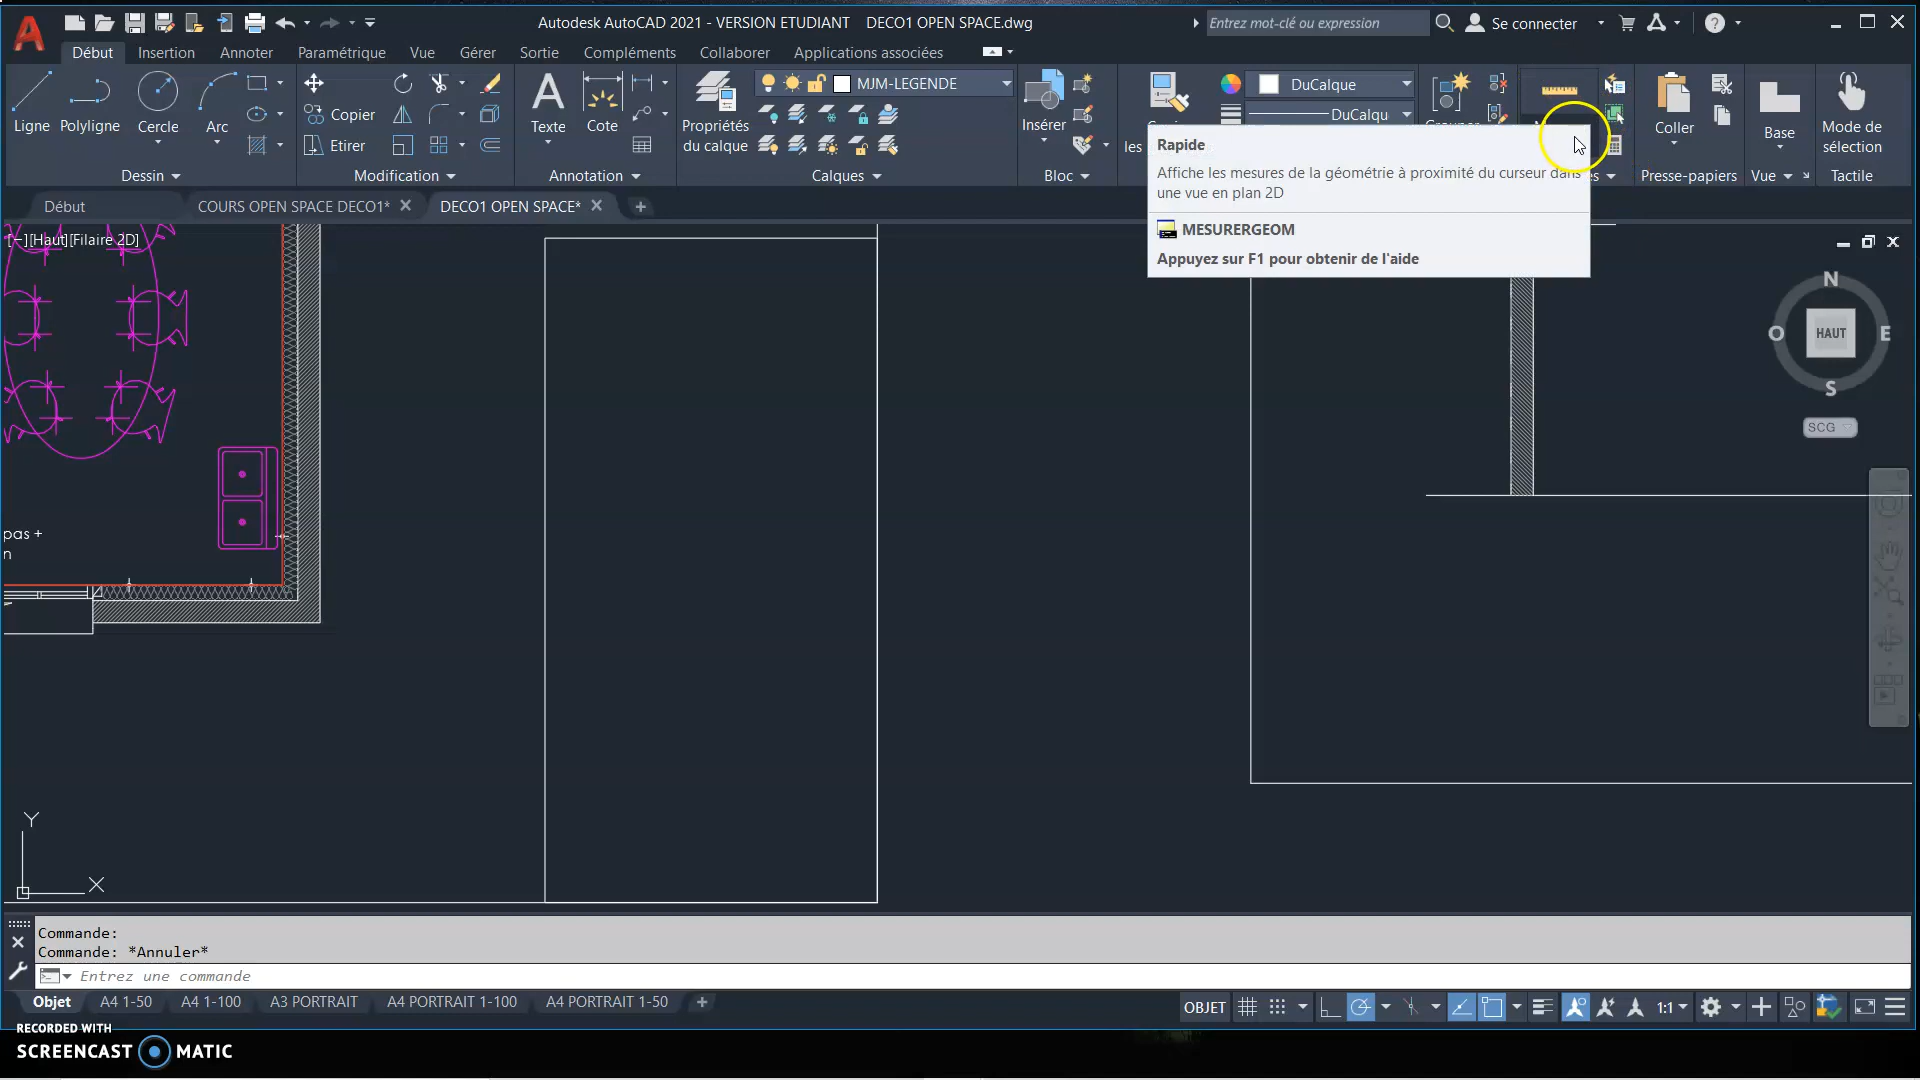 Autodesk AutoCAD 2021 - VERSION ETUDIANT DECO1 OPEN SPACE.dwg
Entrez mot-clé ou expression
Se connecter
Début Insertion Annoter Paramétrique Vue Gérer Sortie Compléments Collaborer Applications associées
MJM-LEGENDE
DuCalque
Copier
DuCalqu
Ligne Polyligne Cercle Arc
Texte Cote
Propriétés
du calque
Insérer
Coller
Base
Mode de
sélection
Etirer
les
Dessin
Modification
Annotation
Calques
Bloc
Presse-papiers
Vue
Tactile
Rapide
Affiche les mesures de la géométrie à proximité du curseur dans
une vue en plan 2D
MESURERGEOM
Appuyez sur F1 pour obtenir de l'aide
Début
COURS OPEN SPACE DECO1*
DECO1 OPEN SPACE*
[−][Haut][Filaire 2D]
N
O HAUT E
S
SCG
pas +
n
Y
X
Commande:
Commande: *Annuler*
Entrez une commande
Objet A4 1-50 A4 1-100 A3 PORTRAIT A4 PORTRAIT 1-100 A4 PORTRAIT 1-50
OBJET
1:1
RECORDED WITH
SCREENCAST MATIC